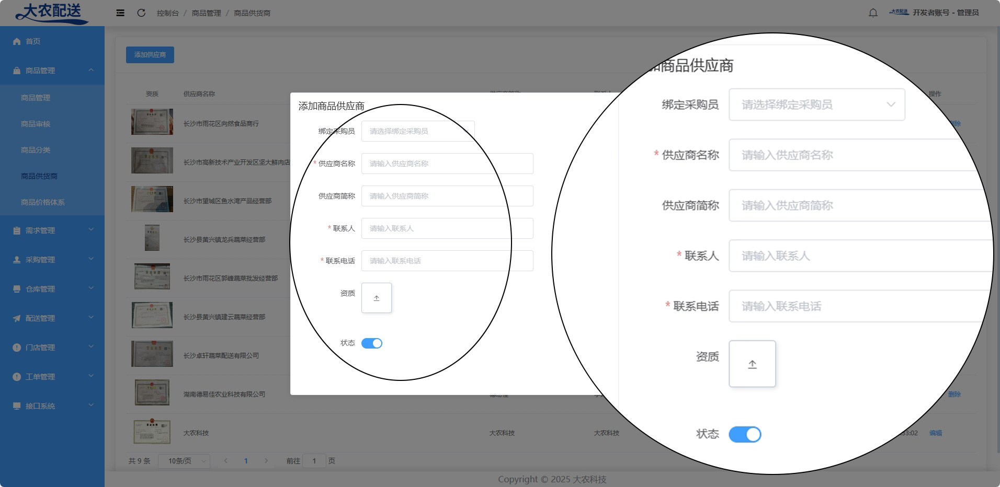 大农配送
控制台 / 商品管理 / 商品供货商
大农配送 开发者账号 - 管理员
首页
商品管理
商品管理
商品审核
商品分类
商品供货商
商品价格体系
需求管理
采购管理
仓库管理
配送管理
门店管理
工单管理
接口系统
添加供应商
资质 供应商名称 操作
长沙市雨花区向然食品商行 删除
长沙市高新技术产业开发区坚大鲜肉店
长沙市望城区鱼水湾产品经营部
长沙县黄兴镇龙兵蔬菜经营部
长沙市雨花区郭峰蔬菜批发经营部
长沙县黄兴镇建云蔬菜经营部
长沙卓轩蔬菜配送有限公司
湖南德易佳农业科技有限公司 删除
大农科技 大农科技 大农科技 33:02 编辑
共 9 条 10条/页 1 前往 1 页
Copyright © 2025 大农科技
添加商品供应商
绑定采购员 请选择绑定采购员
* 供应商名称 请输入供应商名称
供应商简称 请输入供应商简称
* 联系人 请输入联系人
* 联系电话 请输入联系电话
资质
状态
商品供应商
绑定采购员 请选择绑定采购员
* 供应商名称 请输入供应商名称
供应商简称 请输入供应商简称
* 联系人 请输入联系人
* 联系电话 请输入联系电话
资质
状态